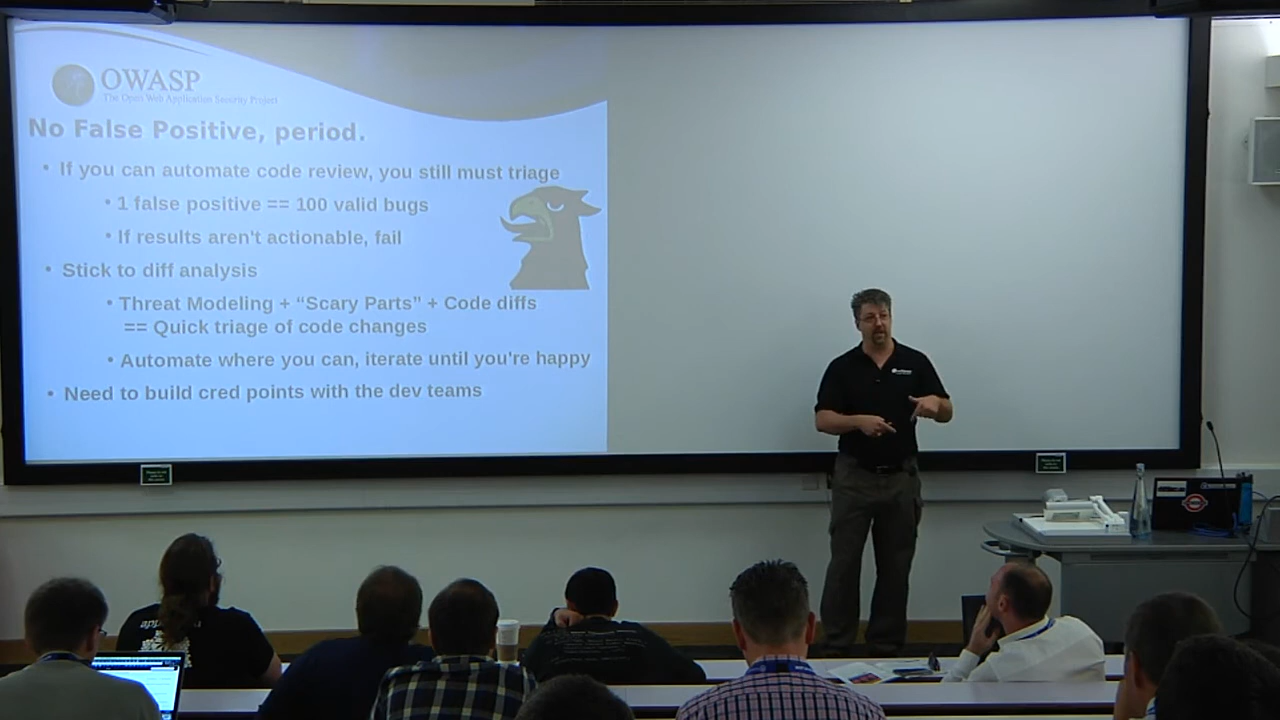 OWASP
The Open Web Application Security Project
No False Positive, period.
• If you can automate code review, you still must triage
• 1 false positive == 100 valid bugs
• If results aren't actionable, fail
• Stick to diff analysis
• Threat Modeling + “Scary Parts” + Code diffs
== Quick triage of code changes
• Automate where you can, iterate until you're happy
• Need to build cred points with the dev teams